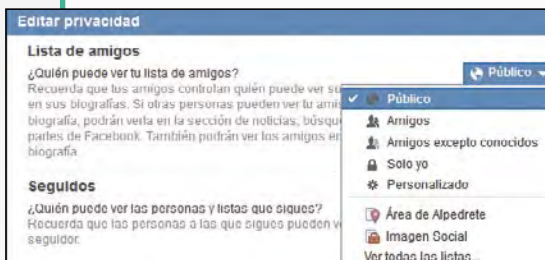 Editar privacidad
Lista de amigos
¿Quién puede ver tu lista de amigos?
Público
Recuerda que tus amigos controlan quién puede ver su
en sus biografías. Si otras personas pueden ver tu amis
biografía, podrán verla en la sección de noticias, búsqu
partes de Facebook. También podrán ver los amigos en
biografía.
Seguidos
¿Quién puede ver las personas y listas que sigues?
Recuerda que las personas a las que sigues pueden v
seguidor.
Público
Amigos
Amigos excepto conocidos
Solo yo
Personalizado
Área de Alpedrete
Imagen Social
Ver todas las listas...